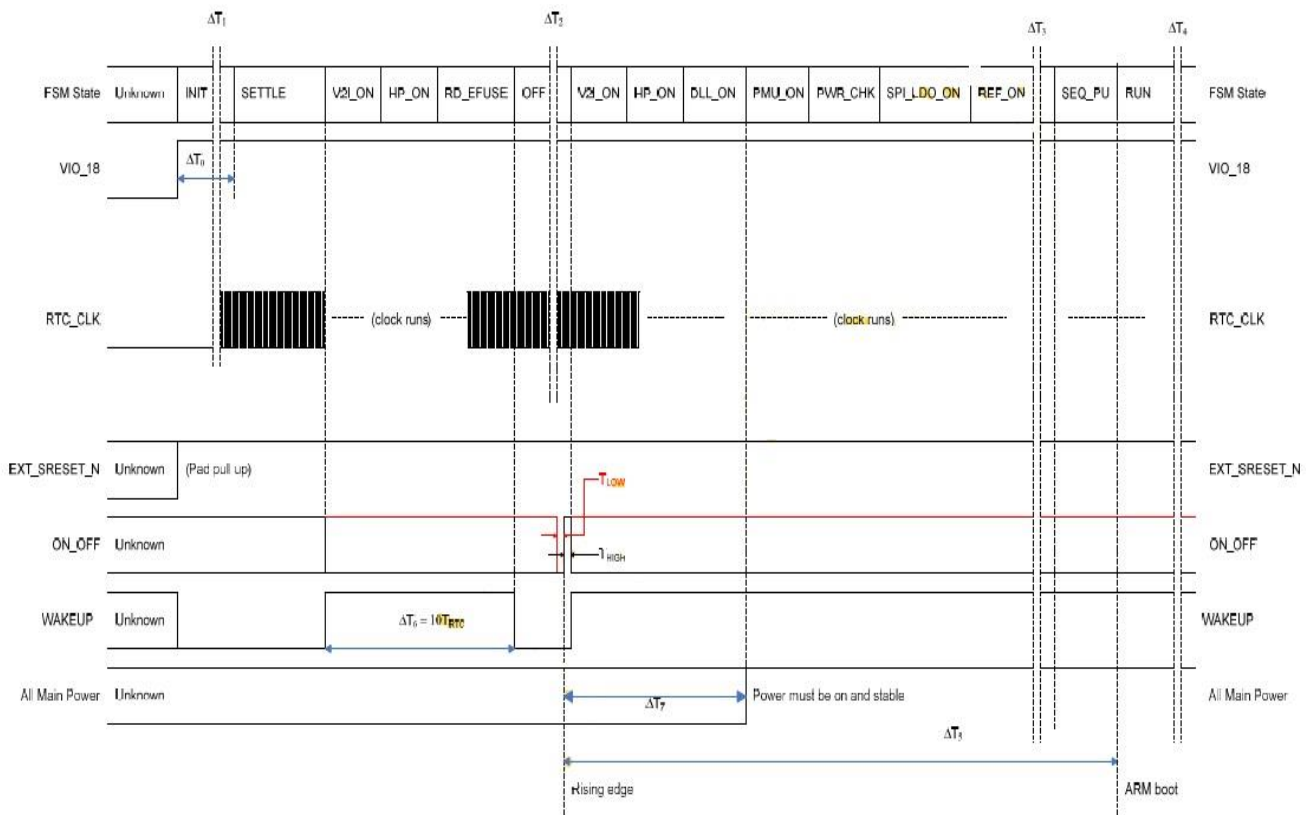 ΔT₁ ΔT₂ ΔT₃ ΔT₄
FSM State Unknown INIT SETTLE V2I_ON HP_ON RD_EFUSE OFF V2I_ON HP_ON DLL_ON PMU_ON PWR_CHK SPI_LDO_ON REF_ON SEQ_PU RUN FSM State
VIO_18 ΔT₀ VIO_18
RTC_CLK (clock runs) (clock runs) RTC_CLK
EXT_SRESET_N Unknown (Pad pull up) EXT_SRESET_N
T_LOW
ON_OFF Unknown ON_OFF
T_HIGH
WAKEUP Unknown ΔT₆ = 10T_RTC WAKEUP
All Main Power Unknown ΔT₇ Power must be on and stable All Main Power
ΔT₅
Rising edge ARM boot